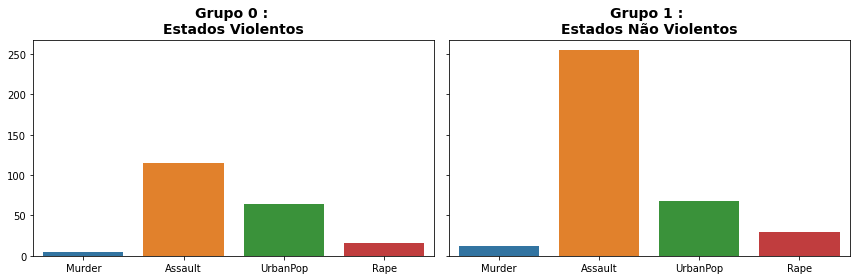 Grupo 0 :
Estados Violentos
Grupo 1 :
Estados Não Violentos
250
200
150
100
50
0
Murder Assault UrbanPop Rape
Murder Assault UrbanPop Rape